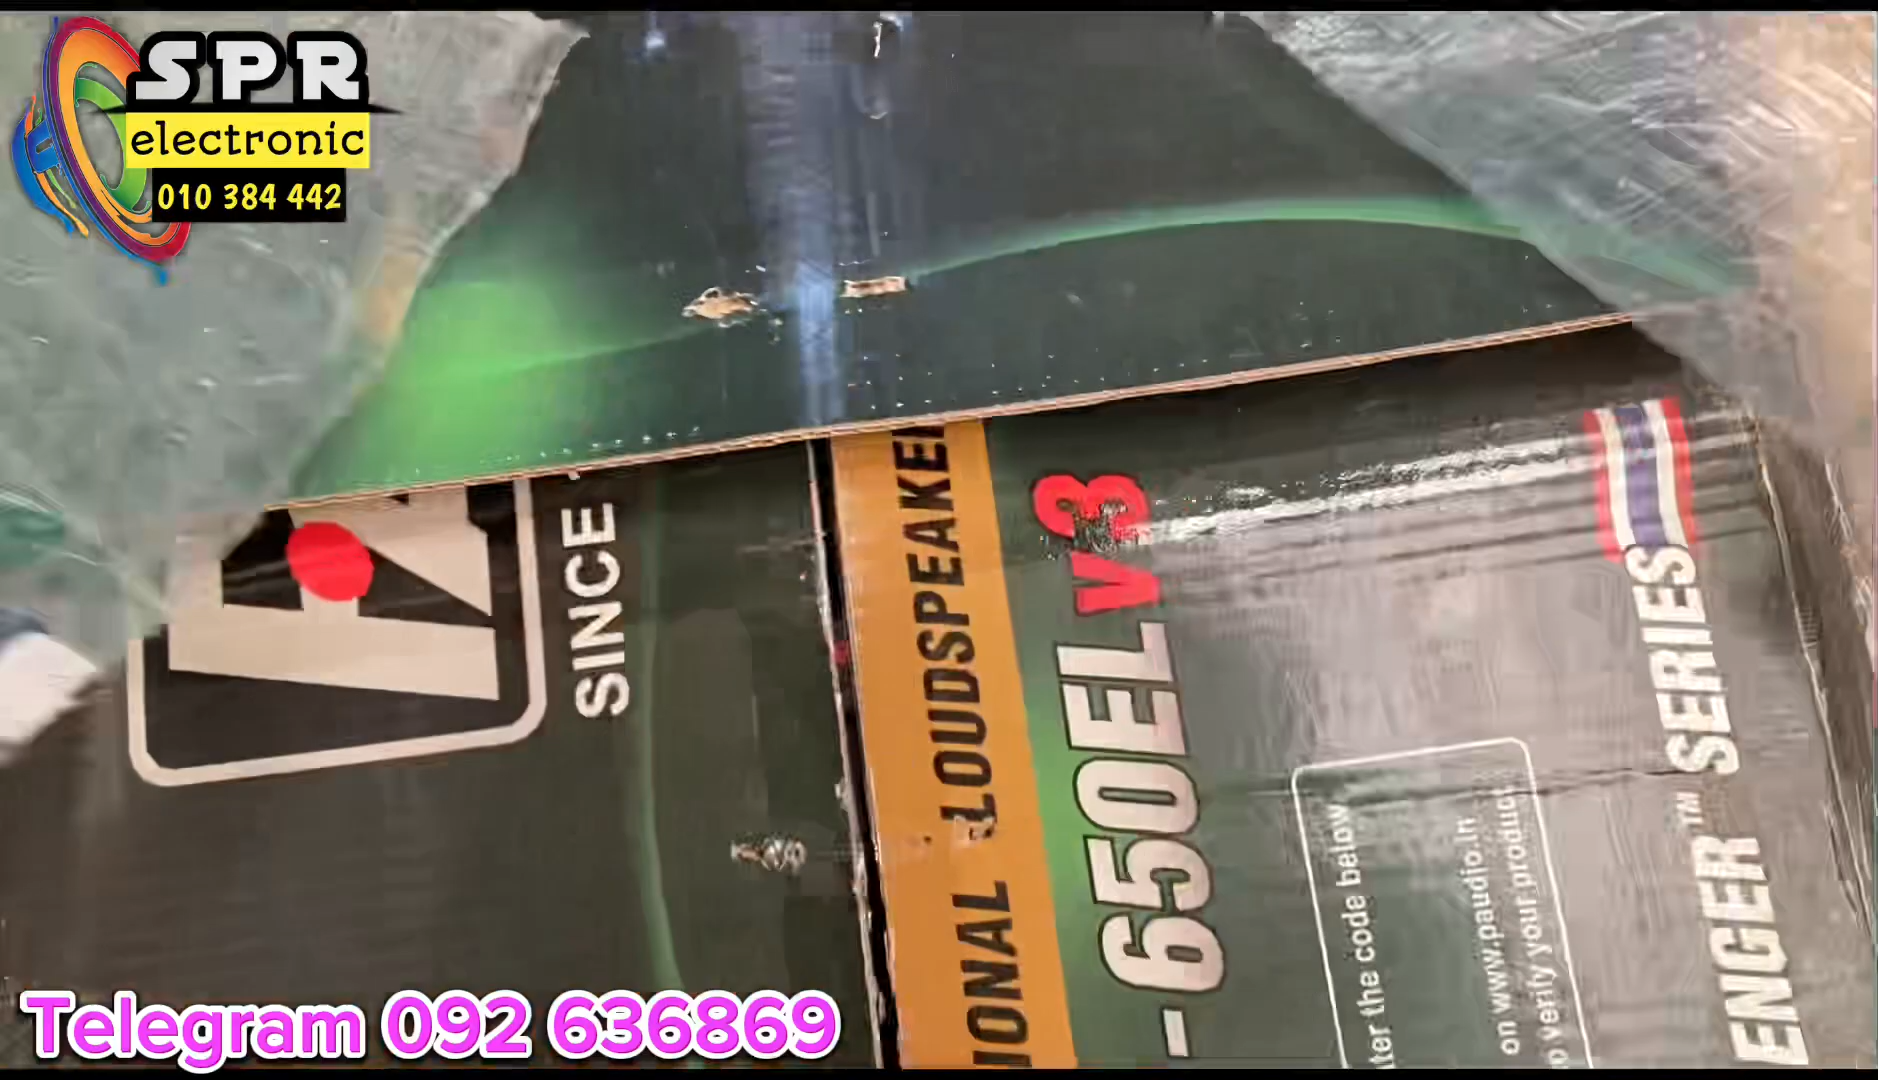 SPR
electronic
010 384 442
SINCE
LOUDSPEAKER
IONAL
-650EL v3
ter the code below
on www.paudio.in
o verify your product
ENGER™ SERIES
Telegram 092 636869